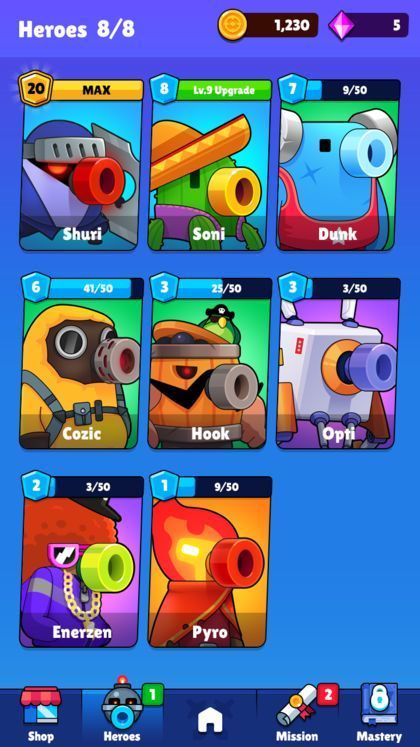 Heroes 8/8
1,230
5
20 MAX
8 Lv.9 Upgrade
7 9/50
Shuri
Soni
Dunk
6 41/50
3 25/50
3 3/50
Cozic
Hook
Opti
2 3/50
1 9/50
Enerzen
Pyro
1
2
Shop
Heroes
Mission
Mastery